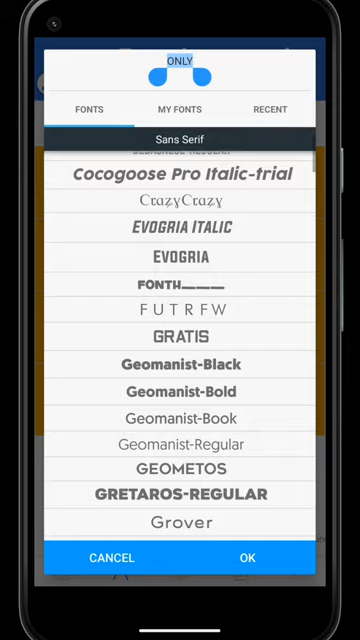 ONLY
FONTS
MY FONTS
RECENT
Sans Serif
Cocogoose Pro Italic-trial
CrazyCrazy
EVOGRIA ITALIC
EVOGRIA
FONTH____
FUTRFW
GRATIS
Geomanist-Black
Geomanist-Bold
Geomanist-Book
Geomanist-Regular
GEOMETOS
GRETAROS-REGULAR
Grover
CANCEL
OK